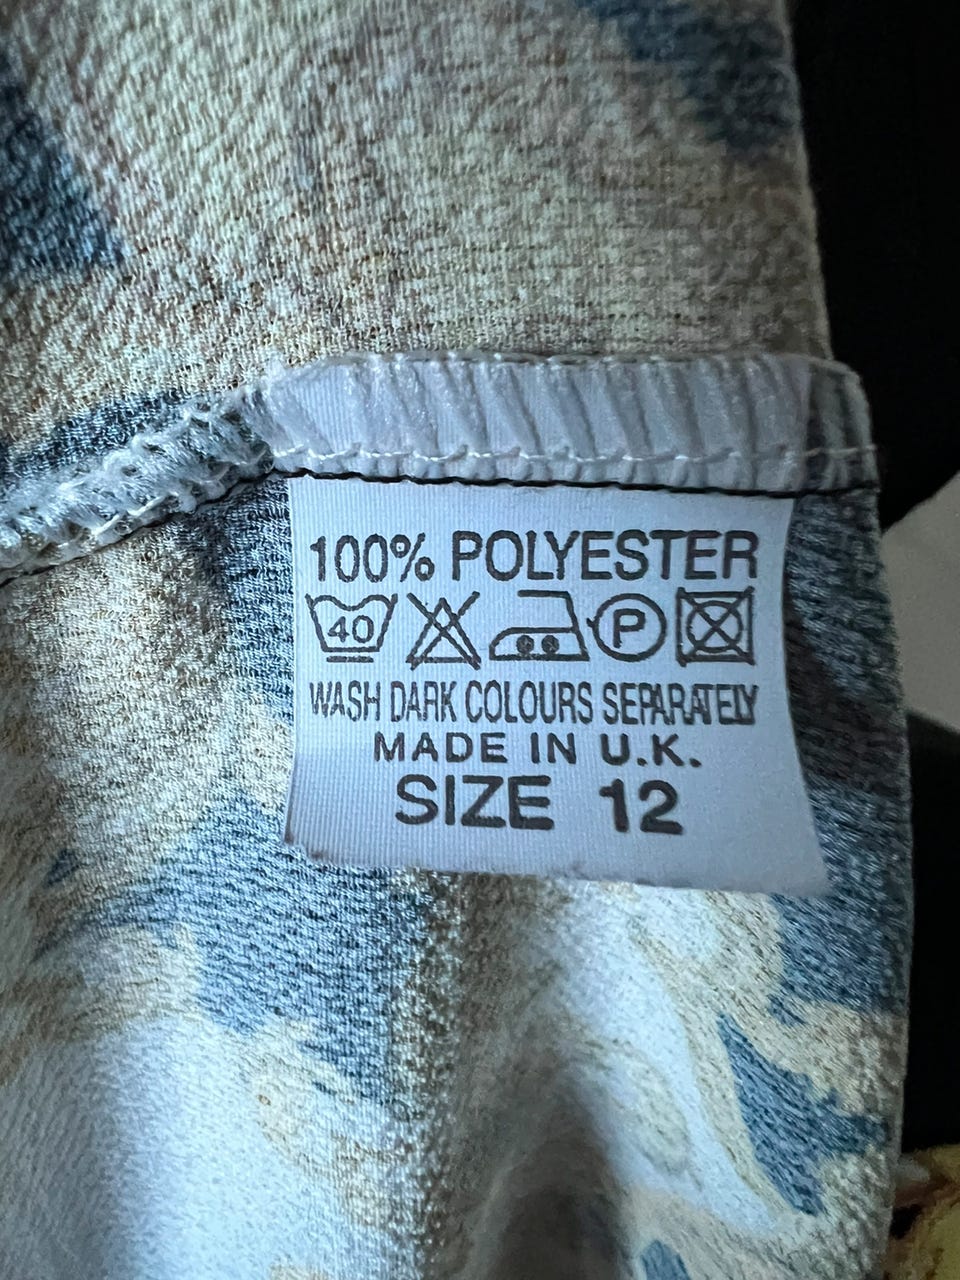 100% POLYESTER
40 P
WASH DARK COLOURS SEPARATELY
MADE IN U.K.
SIZE 12